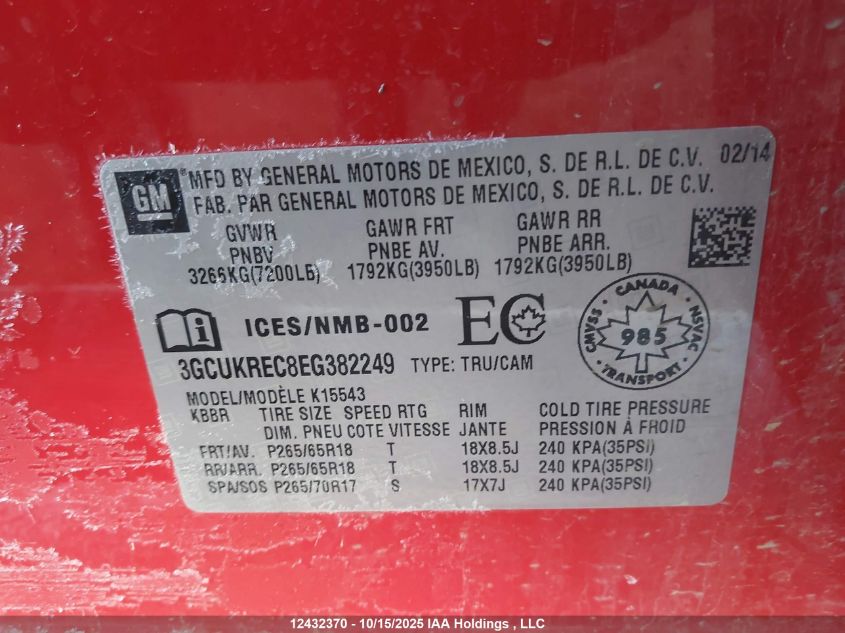 GM
® MFD BY GENERAL MOTORS DE MEXICO, S. DE R.L. DE C.V. 02/14
FAB. PAR GENERAL MOTORS DE MEXICO, S. DE R.L. DE C.V.
GVWR GAWR FRT GAWR RR
PNBV PNBE AV. PNBE ARR.
3266KG(7200LB) 1792KG(3950LB) 1792KG(3950LB)
i ICES/NMB-002 EC
CANADA
CMVSS 985 NSVAC
TRANSPORT
3GCUKREC8EG382249 TYPE: TRU/CAM
MODEL/MODÈLE K15543
KBBR TIRE SIZE SPEED RTG RIM COLD TIRE PRESSURE
DIM. PNEU COTE VITESSE JANTE PRESSION À FROID
FRT/AV. P265/65R18 T 18X8.5J 240 KPA(35PSI)
RR/ARR. P265/65R18 T 18X8.5J 240 KPA(35PSI)
SPA/SOS P265/70R17 S 17X7J 240 KPA(35PSI)
12432370 - 10/15/2025 IAA Holdings , LLC